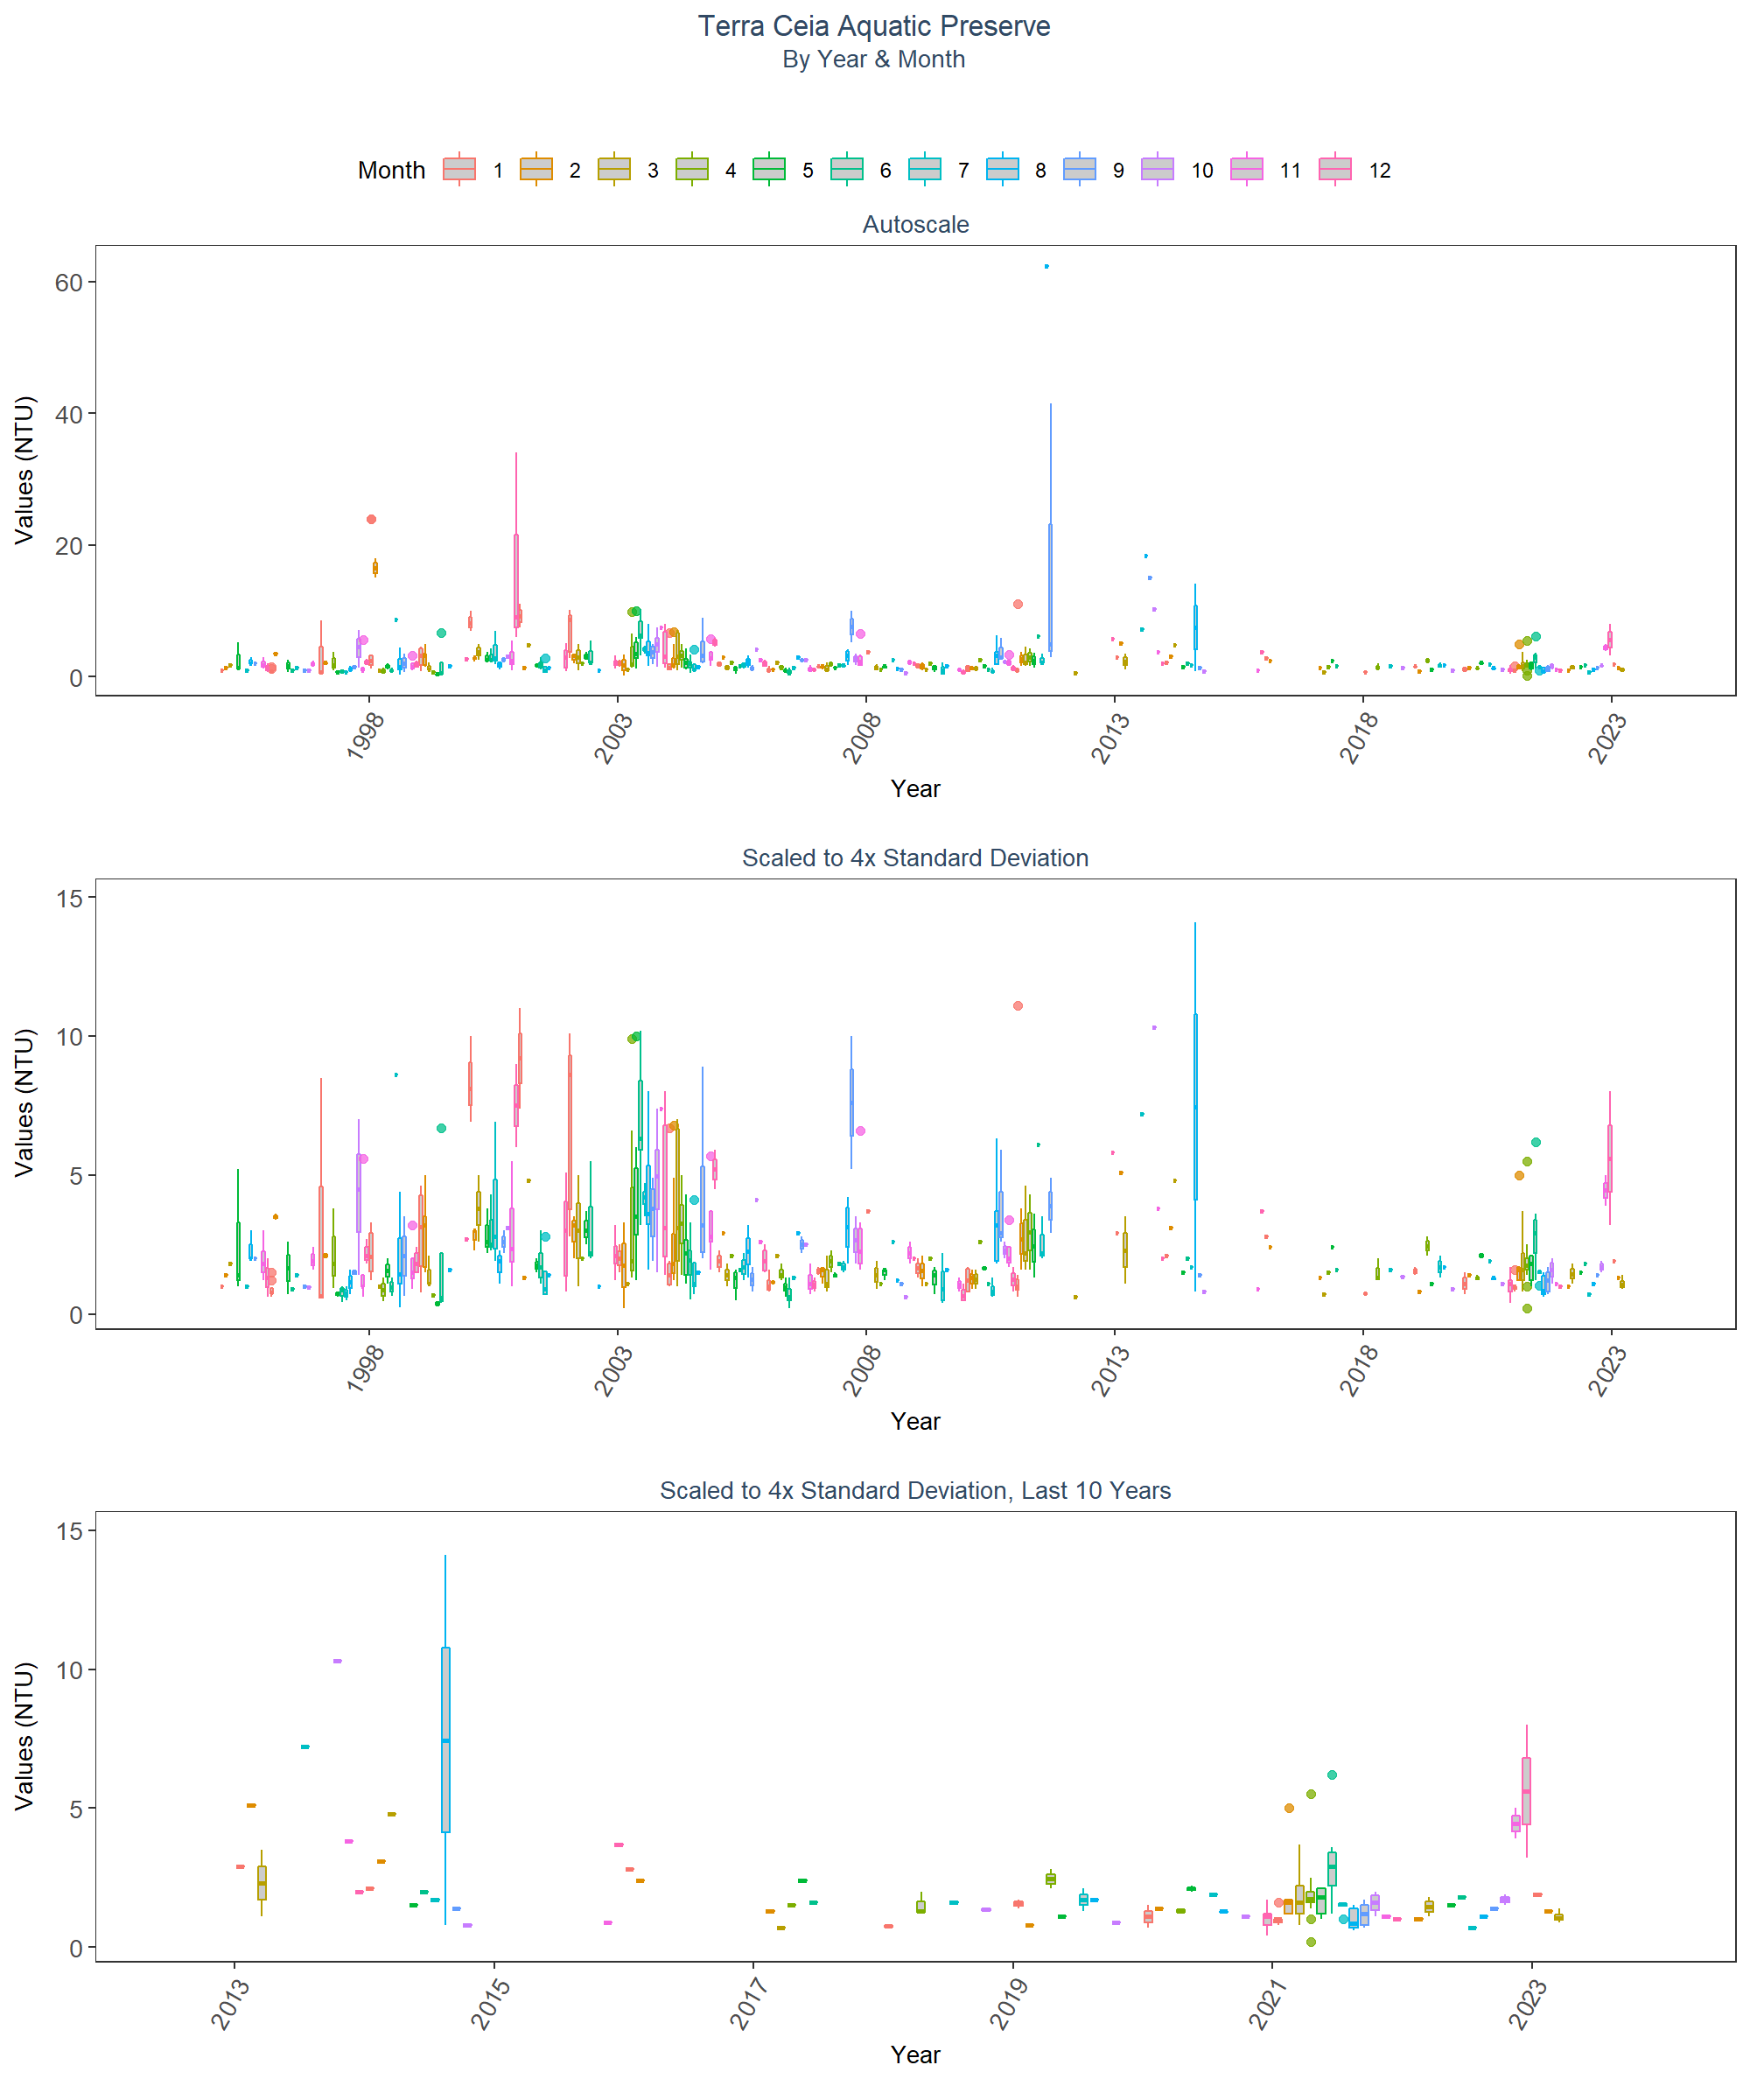 Terra Ceia Aquatic Preserve
By Year & Month
Month 1 2 3 4 5 6 7 8 9 10 11 12
Autoscale
Values (NTU)
60
40
20
0
1998 2003 2008 2013 2018 2023
Year
Scaled to 4x Standard Deviation
Values (NTU)
15
10
5
0
1998 2003 2008 2013 2018 2023
Year
Scaled to 4x Standard Deviation, Last 10 Years
Values (NTU)
15
10
5
0
2013 2015 2017 2019 2021 2023
Year